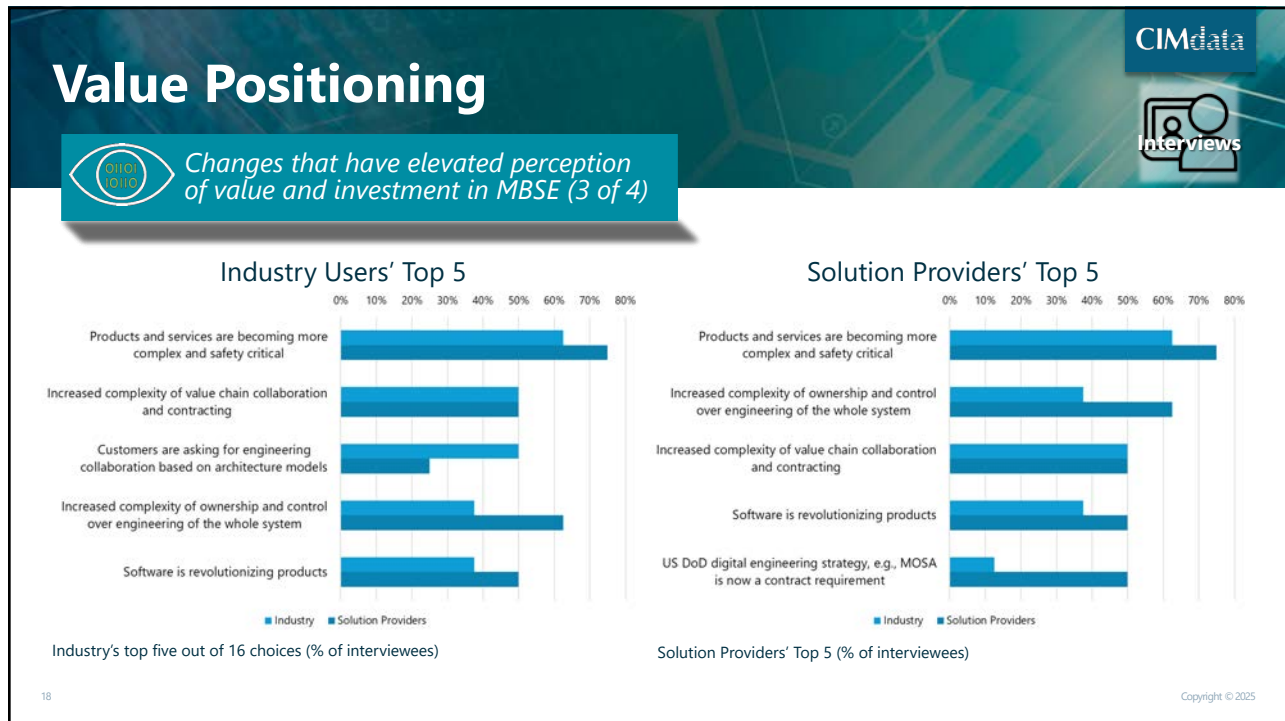 CIMdata
Value Positioning
Interviews
01101
10110
Changes that have elevated perception
of value and investment in MBSE (3 of 4)
Industry Users’ Top 5
0% 10% 20% 30% 40% 50% 60% 70% 80%
Products and services are becoming more
complex and safety critical
Increased complexity of value chain collaboration
and contracting
Customers are asking for engineering
collaboration based on architecture models
Increased complexity of ownership and control
over engineering of the whole system
Software is revolutionizing products
Industry Solution Providers
Industry’s top five out of 16 choices (% of interviewees)
Solution Providers’ Top 5
0% 10% 20% 30% 40% 50% 60% 70% 80%
Products and services are becoming more
complex and safety critical
Increased complexity of ownership and control
over engineering of the whole system
Increased complexity of value chain collaboration
and contracting
Software is revolutionizing products
US DoD digital engineering strategy, e.g., MOSA
is now a contract requirement
Industry Solution Providers
Solution Providers’ Top 5 (% of interviewees)
18
Copyright © 2025